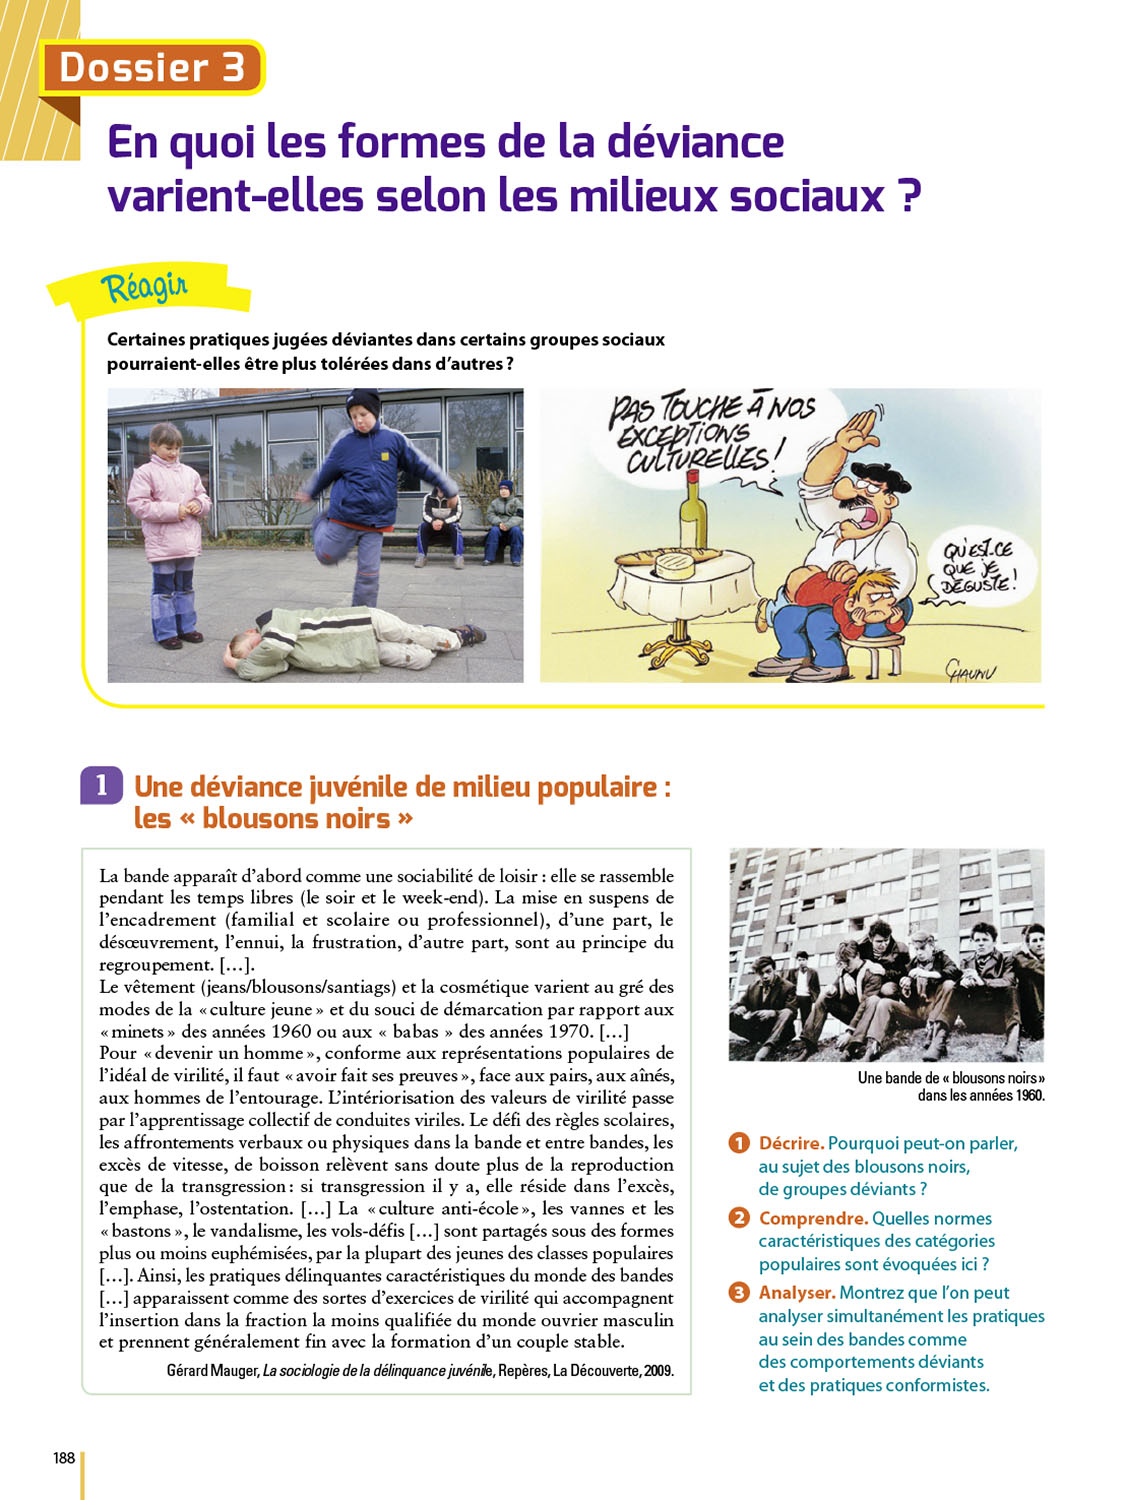 Dossier 3
En quoi les formes de la déviance
varient-elles selon les milieux sociaux ?
Réagir
Certaines pratiques jugées déviantes dans certains groupes sociaux
pourraient-elles être plus tolérées dans d'autres ?
PAS TOUCHE À NOS
EXCEPTIONS
CULTURELLES !
QU'EST-CE
QUE JE
DÉGUSTE !
CHAUNU
1 Une déviance juvénile de milieu populaire :
les « blousons noirs »
La bande apparaît d'abord comme une sociabilité de loisir : elle se rassemble
pendant les temps libres (le soir et le week-end). La mise en suspens de
l'encadrement (familial et scolaire ou professionnel), d'une part, le
désœuvrement, l'ennui, la frustration, d'autre part, sont au principe du
regroupement. […].
Le vêtement (jeans/blousons/santiags) et la cosmétique varient au gré des
modes de la « culture jeune » et du souci de démarcation par rapport aux
« minets » des années 1960 ou aux « babas » des années 1970. […]
Pour « devenir un homme », conforme aux représentations populaires de
l'idéal de virilité, il faut « avoir fait ses preuves », face aux pairs, aux aînés,
aux hommes de l'entourage. L'intériorisation des valeurs de virilité passe
par l'apprentissage collectif de conduites viriles. Le défi des règles scolaires,
les affrontements verbaux ou physiques dans la bande et entre bandes, les
excès de vitesse, de boisson relèvent sans doute plus de la reproduction
que de la transgression : si transgression il y a, elle réside dans l'excès,
l'emphase, l'ostentation. […] La « culture anti-école », les vannes et les
« bastons », le vandalisme, les vols-défis […] sont partagés sous des formes
plus ou moins euphémisées, par la plupart des jeunes des classes populaires
[…]. Ainsi, les pratiques délinquantes caractéristiques du monde des bandes
[…] apparaissent comme des sortes d'exercices de virilité qui accompagnent
l'insertion dans la fraction la moins qualifiée du monde ouvrier masculin
et prennent généralement fin avec la formation d'un couple stable.
Gérard Mauger, La sociologie de la délinquance juvénile, Repères, La Découverte, 2009.
Une bande de « blousons noirs »
dans les années 1960.
1 Décrire. Pourquoi peut-on parler,
au sujet des blousons noirs,
de groupes déviants ?
2 Comprendre. Quelles normes
caractéristiques des catégories
populaires sont évoquées ici ?
3 Analyser. Montrez que l'on peut
analyser simultanément les pratiques
au sein des bandes comme
des comportements déviants
et des pratiques conformistes.
188